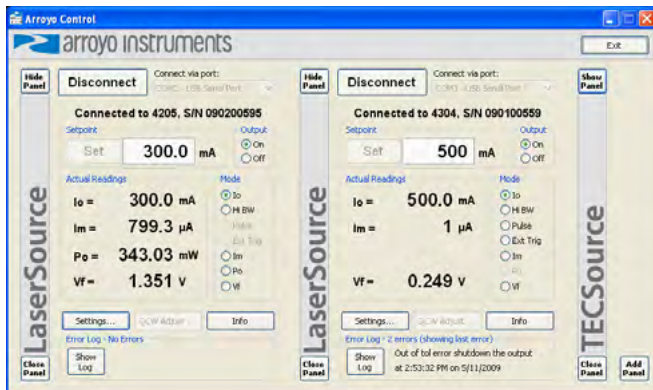 Arroyo Control
arroyo instruments
Exit
Hide Panel
Disconnect
Connect via port:
Connected to 4205, S/N 090200595
Setpoint
Output
Set
300.0 mA
On
Off
Actual Readings
Mode
Io = 300.0 mA
Im = 799.3 µA
Po = 343.03 mW
Vf = 1.351 V
Io
Hi BW
Pulse
Ext Trig
Im
Po
Vf
LaserSource
Settings...
QCW Adjust
Info
Error Log - No Errors
Show Log
Close Panel
Hide Panel
Disconnect
Connect via port:
Connected to 4304, S/N 090100559
Setpoint
Output
Set
500 mA
On
Off
Actual Readings
Mode
Io = 500.0 mA
Im = 1 µA
Vf = 0.249 V
Io
Hi BW
Pulse
Ext Trig
Im
Po
Vf
LaserSource
Settings...
QCW Adjust
Info
Error Log - 2 errors (showing last error)
Show Log
Out of tol error shutdown the output
at 2:53:32 PM on 5/11/2009
Close Panel
Show Panel
TECSource
Close Panel
Add Panel